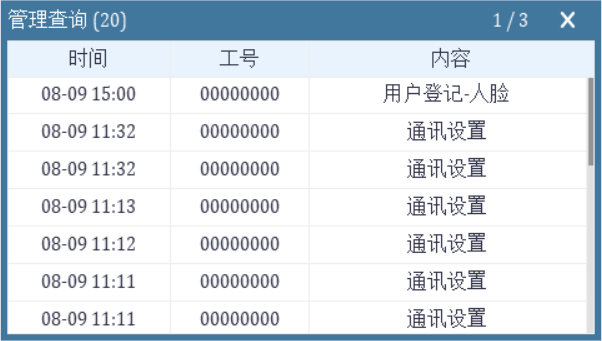 管理查询 (20) 1 / 3 X
时间 工号 内容
08-09 15:00 00000000 用户登记-人脸
08-09 11:32 00000000 通讯设置
08-09 11:32 00000000 通讯设置
08-09 11:13 00000000 通讯设置
08-09 11:12 00000000 通讯设置
08-09 11:11 00000000 通讯设置
08-09 11:11 00000000 通讯设置